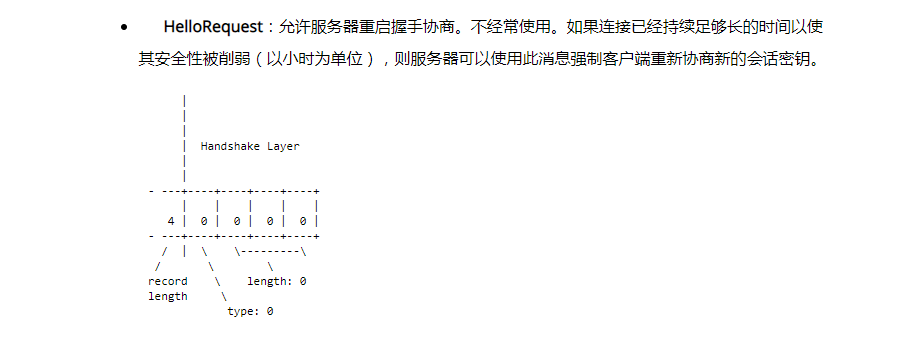 • HelloRequest：允许服务器重启握手协商。不经常使用。如果连接已经持续足够长的时间以使
其安全性被削弱（以小时为单位），则服务器可以使用此消息强制客户端重新协商新的会话密钥。
|
|
|
|  Handshake Layer
|
|
- ---+----+----+----+----+
|    |    |    |    |
4 |  0 |  0 |  0 |  0 |
- ---+----+----+----+----+
/  |  \    \---------\
/       \        \
record    \    length: 0
length     \
type: 0